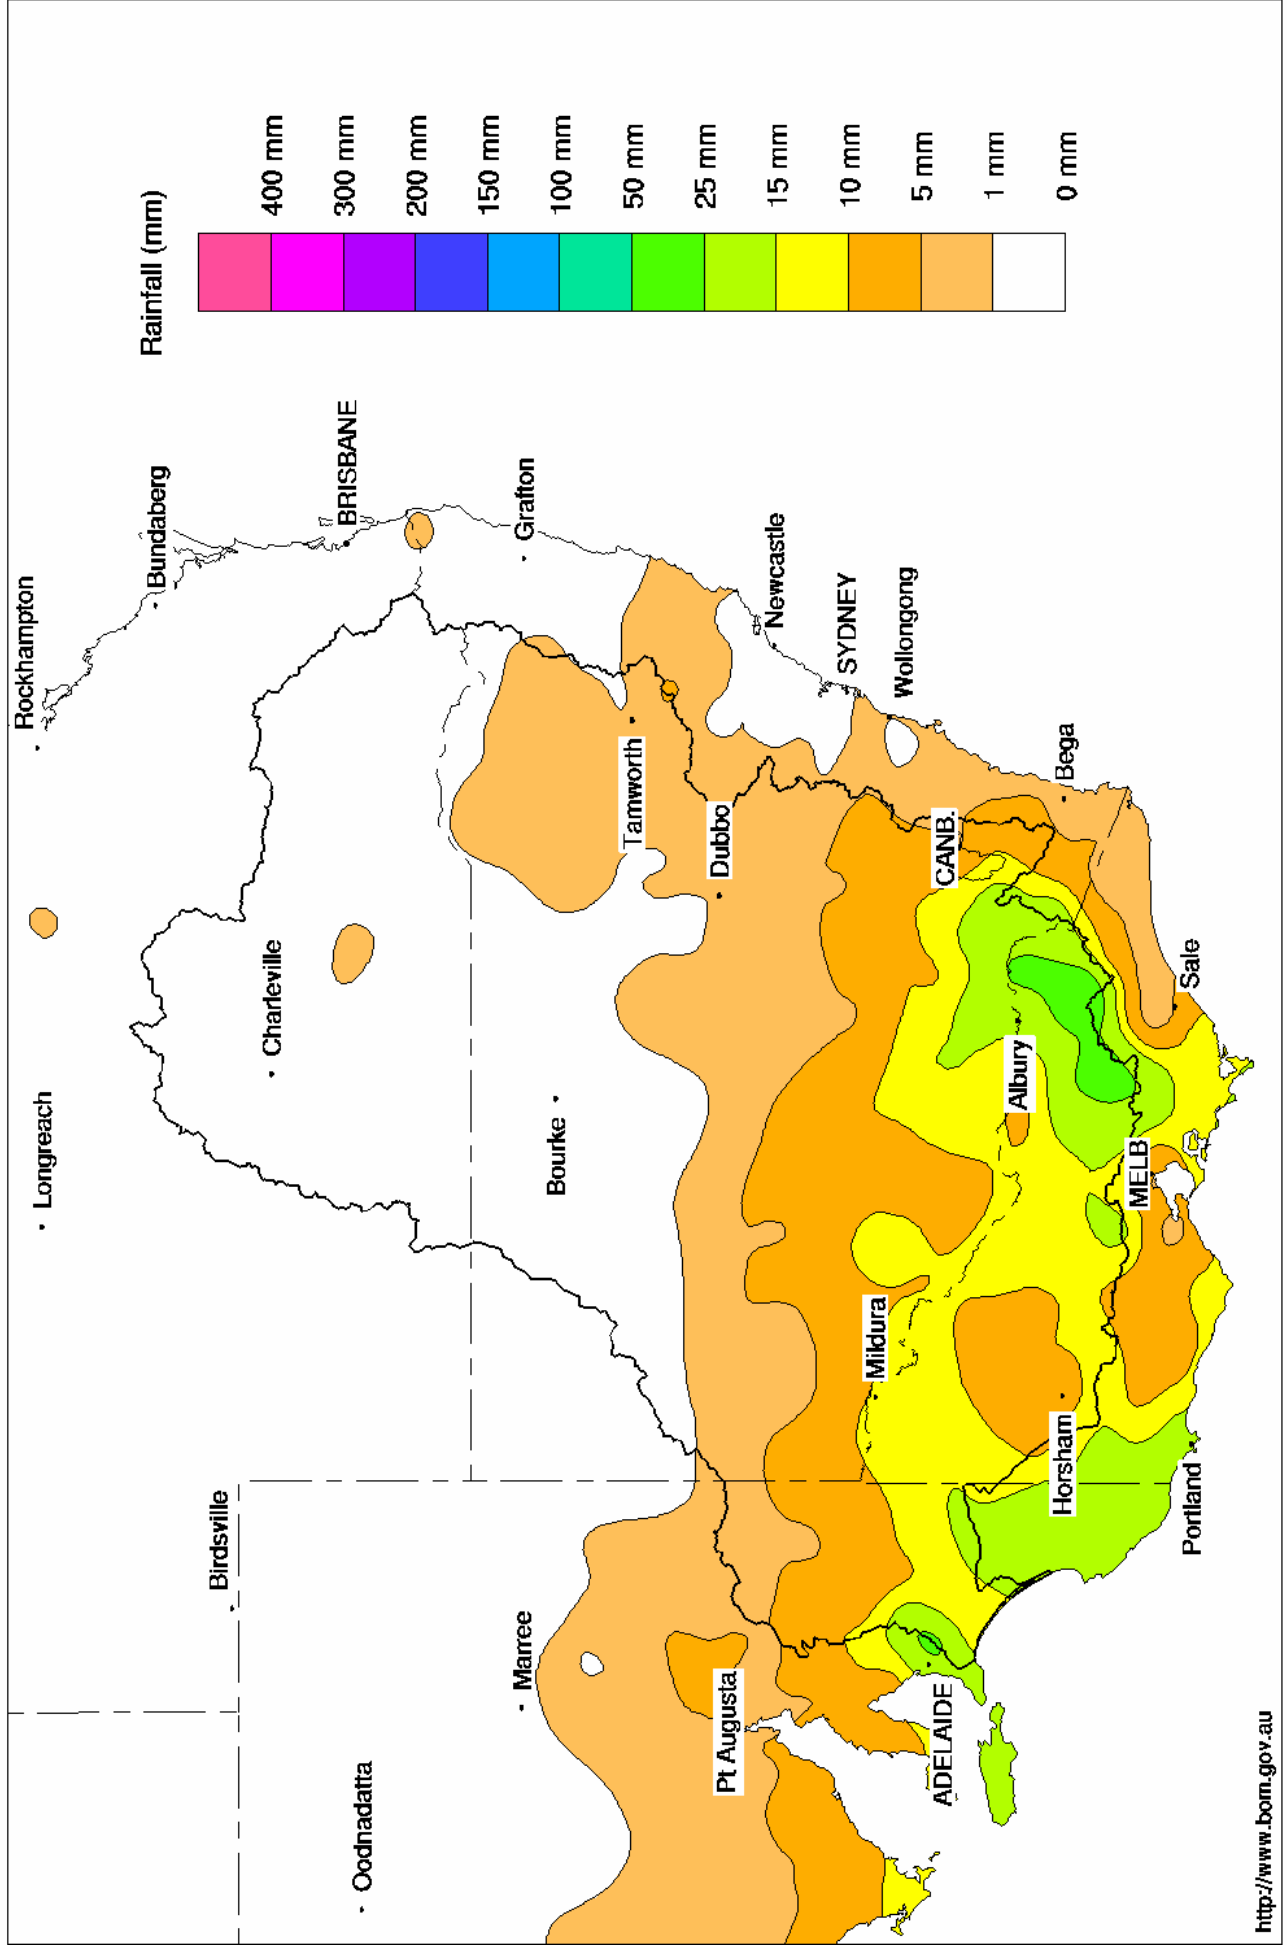 Rainfall (mm)
400 mm
300 mm
200 mm
150 mm
100 mm
50 mm
25 mm
15 mm
10 mm
5 mm
1 mm
0 mm
Rockhampton
Bundaberg
BRISBANE
Grafton
Newcastle
SYDNEY
Wollongong
Bega
Longreach
Charleville
Bourke
Tamworth
Dubbo
CANB.
Albury
Sale
MELB
Mildura
Horsham
Portland
Birdsville
Marree
Oodnadatta
Pt Augusta
ADELAIDE
http://www.bom.gov.au